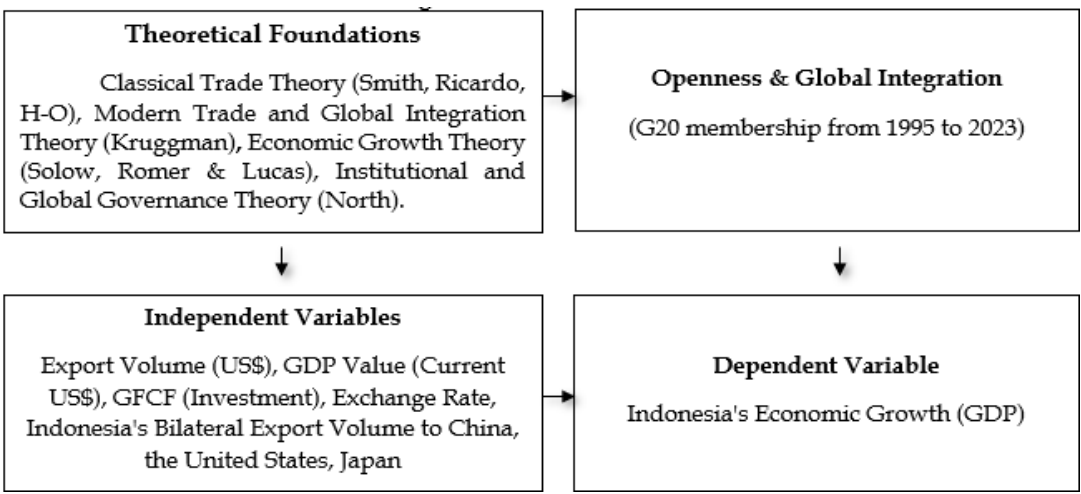 Theoretical Foundations
Classical Trade Theory (Smith, Ricardo,
H-O), Modern Trade and Global Integration
Theory (Kruggman), Economic Growth Theory
(Solow, Romer & Lucas), Institutional and
Global Governance Theory (North).
Openness & Global Integration
(G20 membership from 1995 to 2023)
Independent Variables
Export Volume (US$), GDP Value (Current
US$), GFCF (Investment), Exchange Rate,
Indonesia's Bilateral Export Volume to China,
the United States, Japan
Dependent Variable
Indonesia's Economic Growth (GDP)